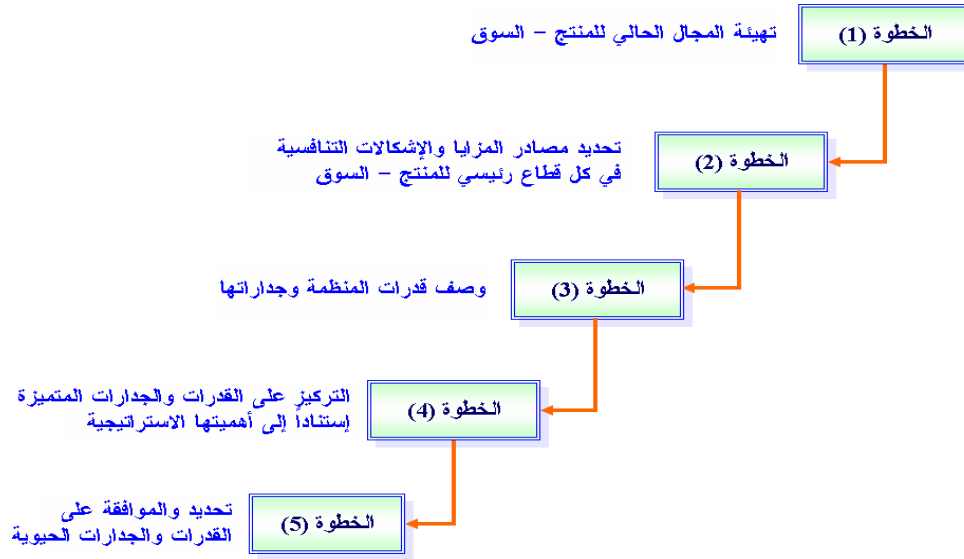 الخطوة (1)
تهيئة المجال الحالي للمنتج – السوق
الخطوة (2)
تحديد مصادر المزايا والإشكالات التنافسية
في كل قطاع رئيسي للمنتج – السوق
الخطوة (3)
وصف قدرات المنظمة وجداراتها
الخطوة (4)
التركيز على القدرات والجدارات المتميزة
إستناداً إلى أهميتها الاستراتيجية
الخطوة (5)
تحديد والموافقة على
القدرات والجدارات الحيوية